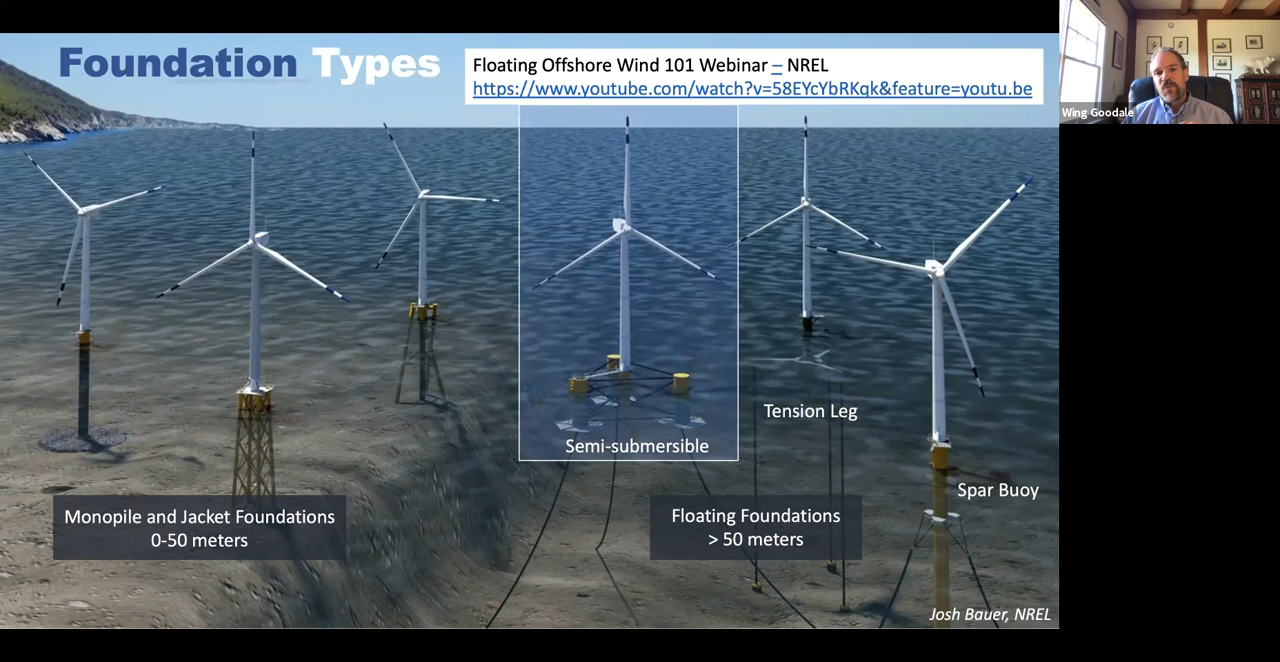 Foundation Types
Floating Offshore Wind 101 Webinar – NREL
https://www.youtube.com/watch?v=58EYcYbRKqk&feature=youtu.be
Wing Goodale
Tension Leg
Semi-submersible
Spar Buoy
Monopile and Jacket Foundations
0-50 meters
Floating Foundations
> 50 meters
Josh Bauer, NREL